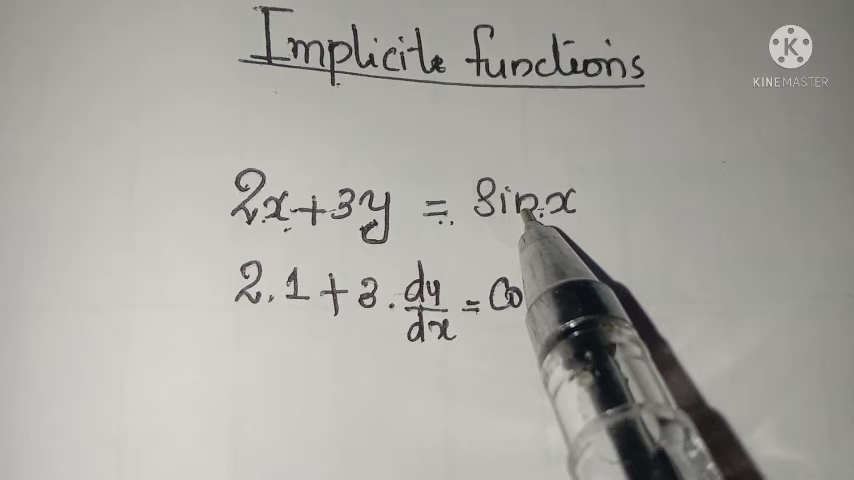 Implicite functions
K
KINEMASTER
2x + 3y = Sin x
2.1 + 3. dy/dx = Co